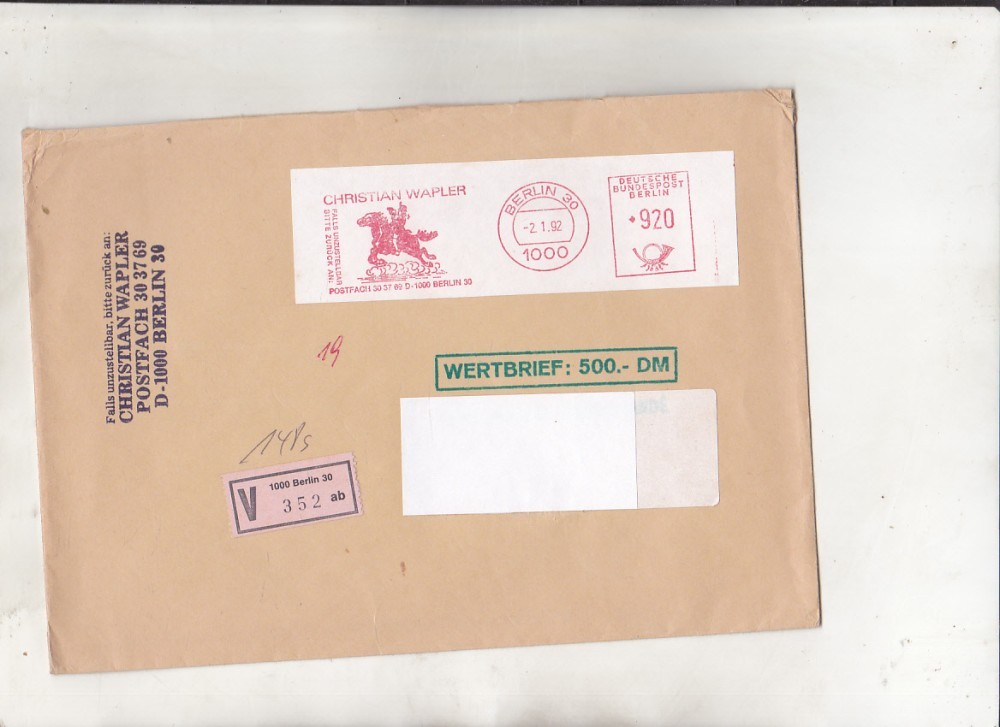 Falls unzustellbar, bitte zurück an:
CHRISTIAN WAPLER
POSTFACH 30 37 69
D-1000 BERLIN 30
CHRISTIAN WAPLER
FALLS UNZUSTELLBAR
BITTE ZURÜCK AN:
POSTFACH 30 37 69 D-1000 BERLIN 30
BERLIN 30
-2.1.92
1000
DEUTSCHE
BUNDESPOST
BERLIN
920
19
WERTBRIEF: 500.- DM
148
1000 Berlin 30
V 352 ab